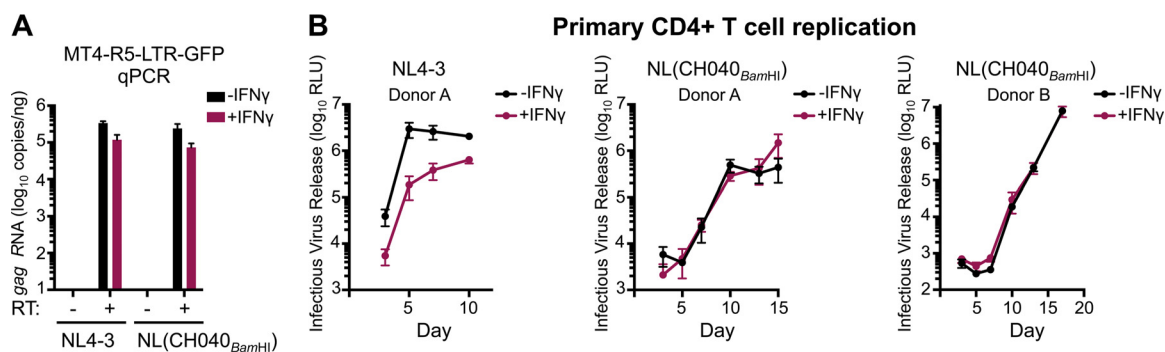 A
MT4-R5-LTR-GFP
qPCR
-IFNγ
+IFNγ
gag RNA (log10 copies/ng)
6
5
4
3
2
1
RT: - + - +
NL4-3 NL(CH040BamHI)
B
Primary CD4+ T cell replication
NL4-3
Donor A
-IFNγ
+IFNγ
Infectious Virus Release (log10 RLU)
7
6
5
4
3
5 10
Day
NL(CH040BamHI)
Donor A
-IFNγ
+IFNγ
Infectious Virus Release (log10 RLU)
7
6
5
4
3
0 5 10 15
Day
NL(CH040BamHI)
Donor B
-IFNγ
+IFNγ
Infectious Virus Release (log10 RLU)
7
6
5
4
3
2
5 10 15 20
Day